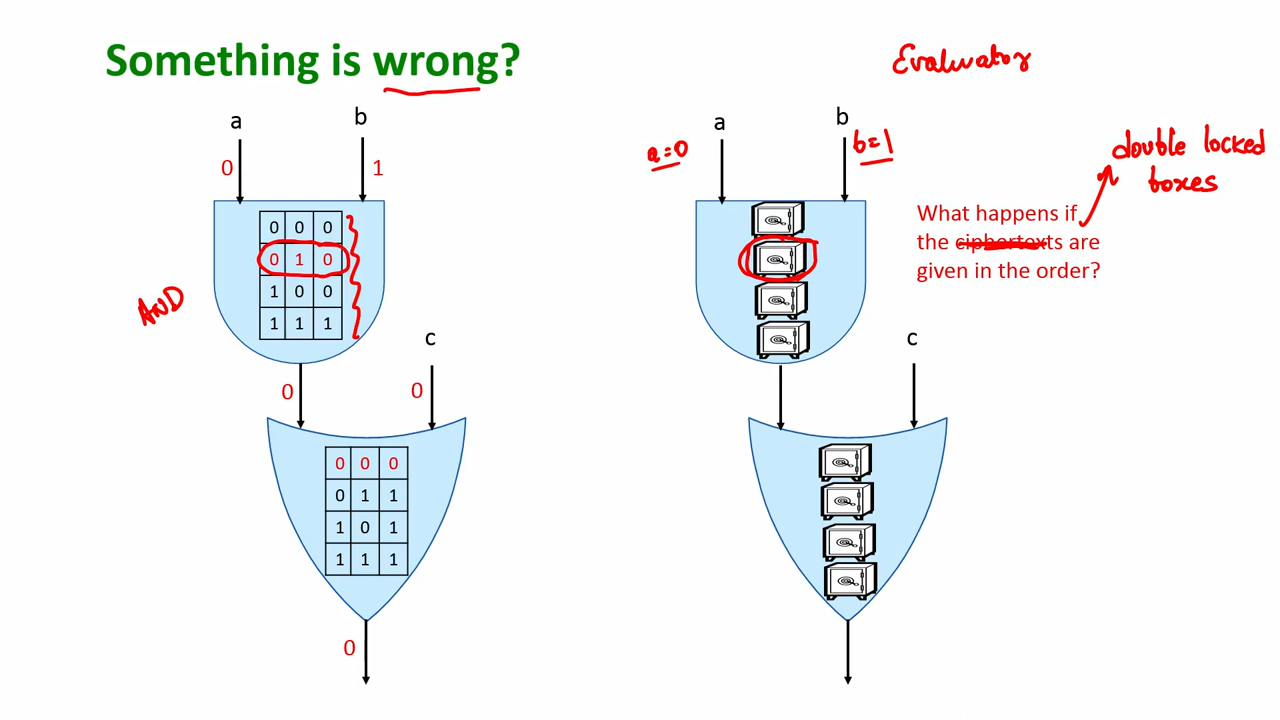 Something is wrong?
Evaluator
a
b
0
1
0 0 0
0 1 0
1 0 0
1 1 1
AND
c
0
0
0 0 0
0 1 1
1 0 1
1 1 1
0
a
b
a=0
b=1
double locked
boxes
What happens if
the ciphertexts are
given in the order?
c